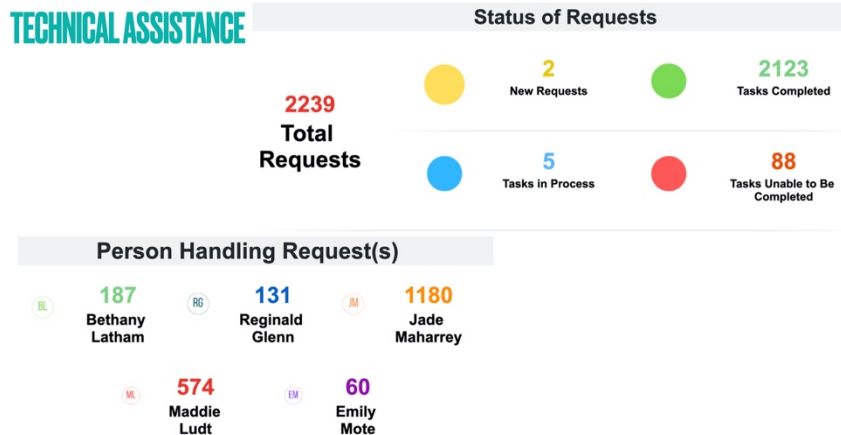 TECHNICAL ASSISTANCE
Status of Requests
2239
Total
Requests
2
New Requests
2123
Tasks Completed
5
Tasks in Process
88
Tasks Unable to Be
Completed
Person Handling Request(s)
BL
187
Bethany
Latham
RG
131
Reginald
Glenn
JM
1180
Jade
Maharrey
ML
574
Maddie
Ludt
EM
60
Emily
Mote